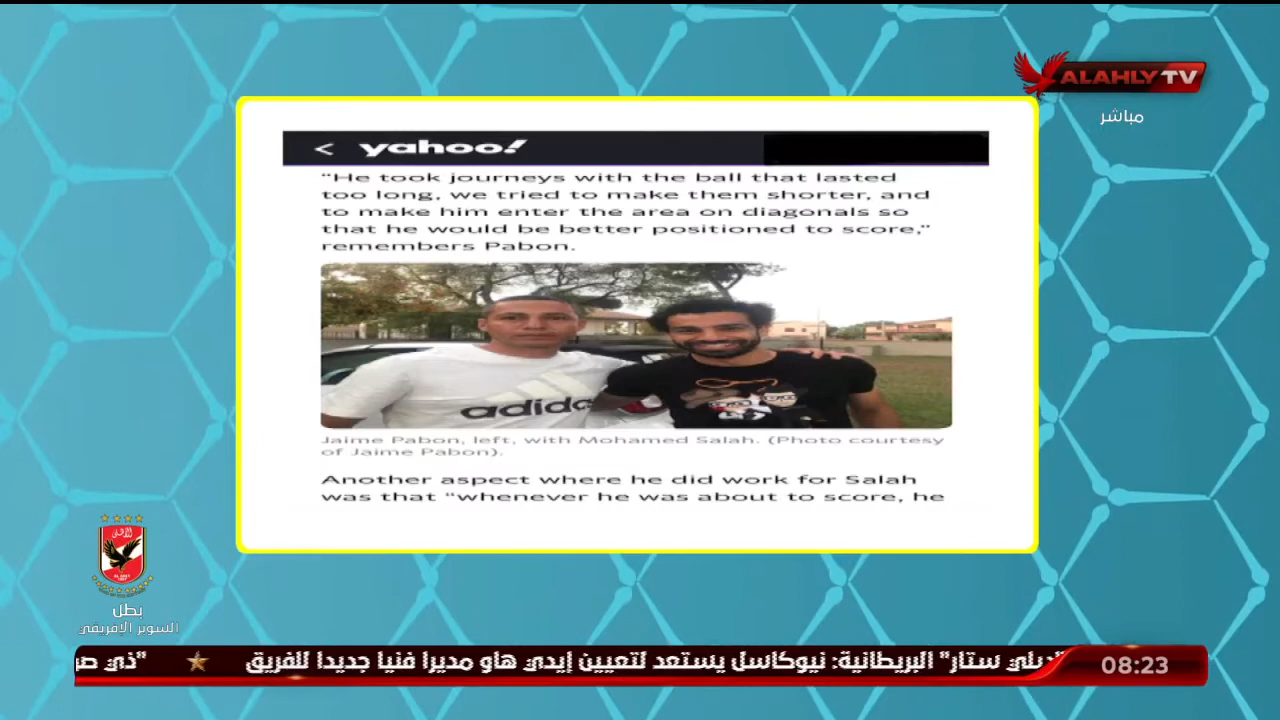 ALAHLY TV
مباشر
< yahoo!
“He took journeys with the ball that lasted
too long, we tried to make them shorter, and
to make him enter the area on diagonals so
that he would be better positioned to score,”
remembers Pabon.
adidas
Jaime Pabon, left, with Mohamed Salah. (Photo courtesy
of Jaime Pabon).
Another aspect where he did work for Salah
was that “whenever he was about to score, he
بطل
السوبر الإفريقي
ديلي ستار" البريطانية: نيوكاسل يستعد لتعيين إيدي هاو مديرا فنيا جديدا للفريق
"ذي
08:23